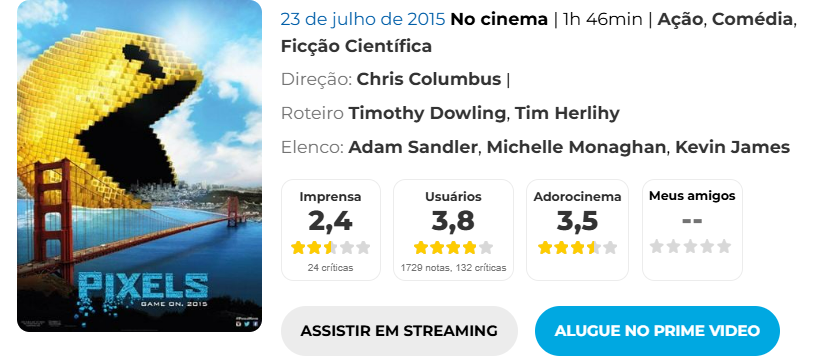 23 de julho de 2015 No cinema | 1h 46min | Ação, Comédia,
Ficção Científica
Direção: Chris Columbus |
Roteiro Timothy Dowling, Tim Herlihy
Elenco: Adam Sandler, Michelle Monaghan, Kevin James
Imprensa
2,4
24 críticas
Usuários
3,8
1729 notas, 132 críticas
Adorocinema
3,5
Meus amigos
--
PIXELS
GAME ON. 2015
ASSISTIR EM STREAMING
ALUGUE NO PRIME VIDEO